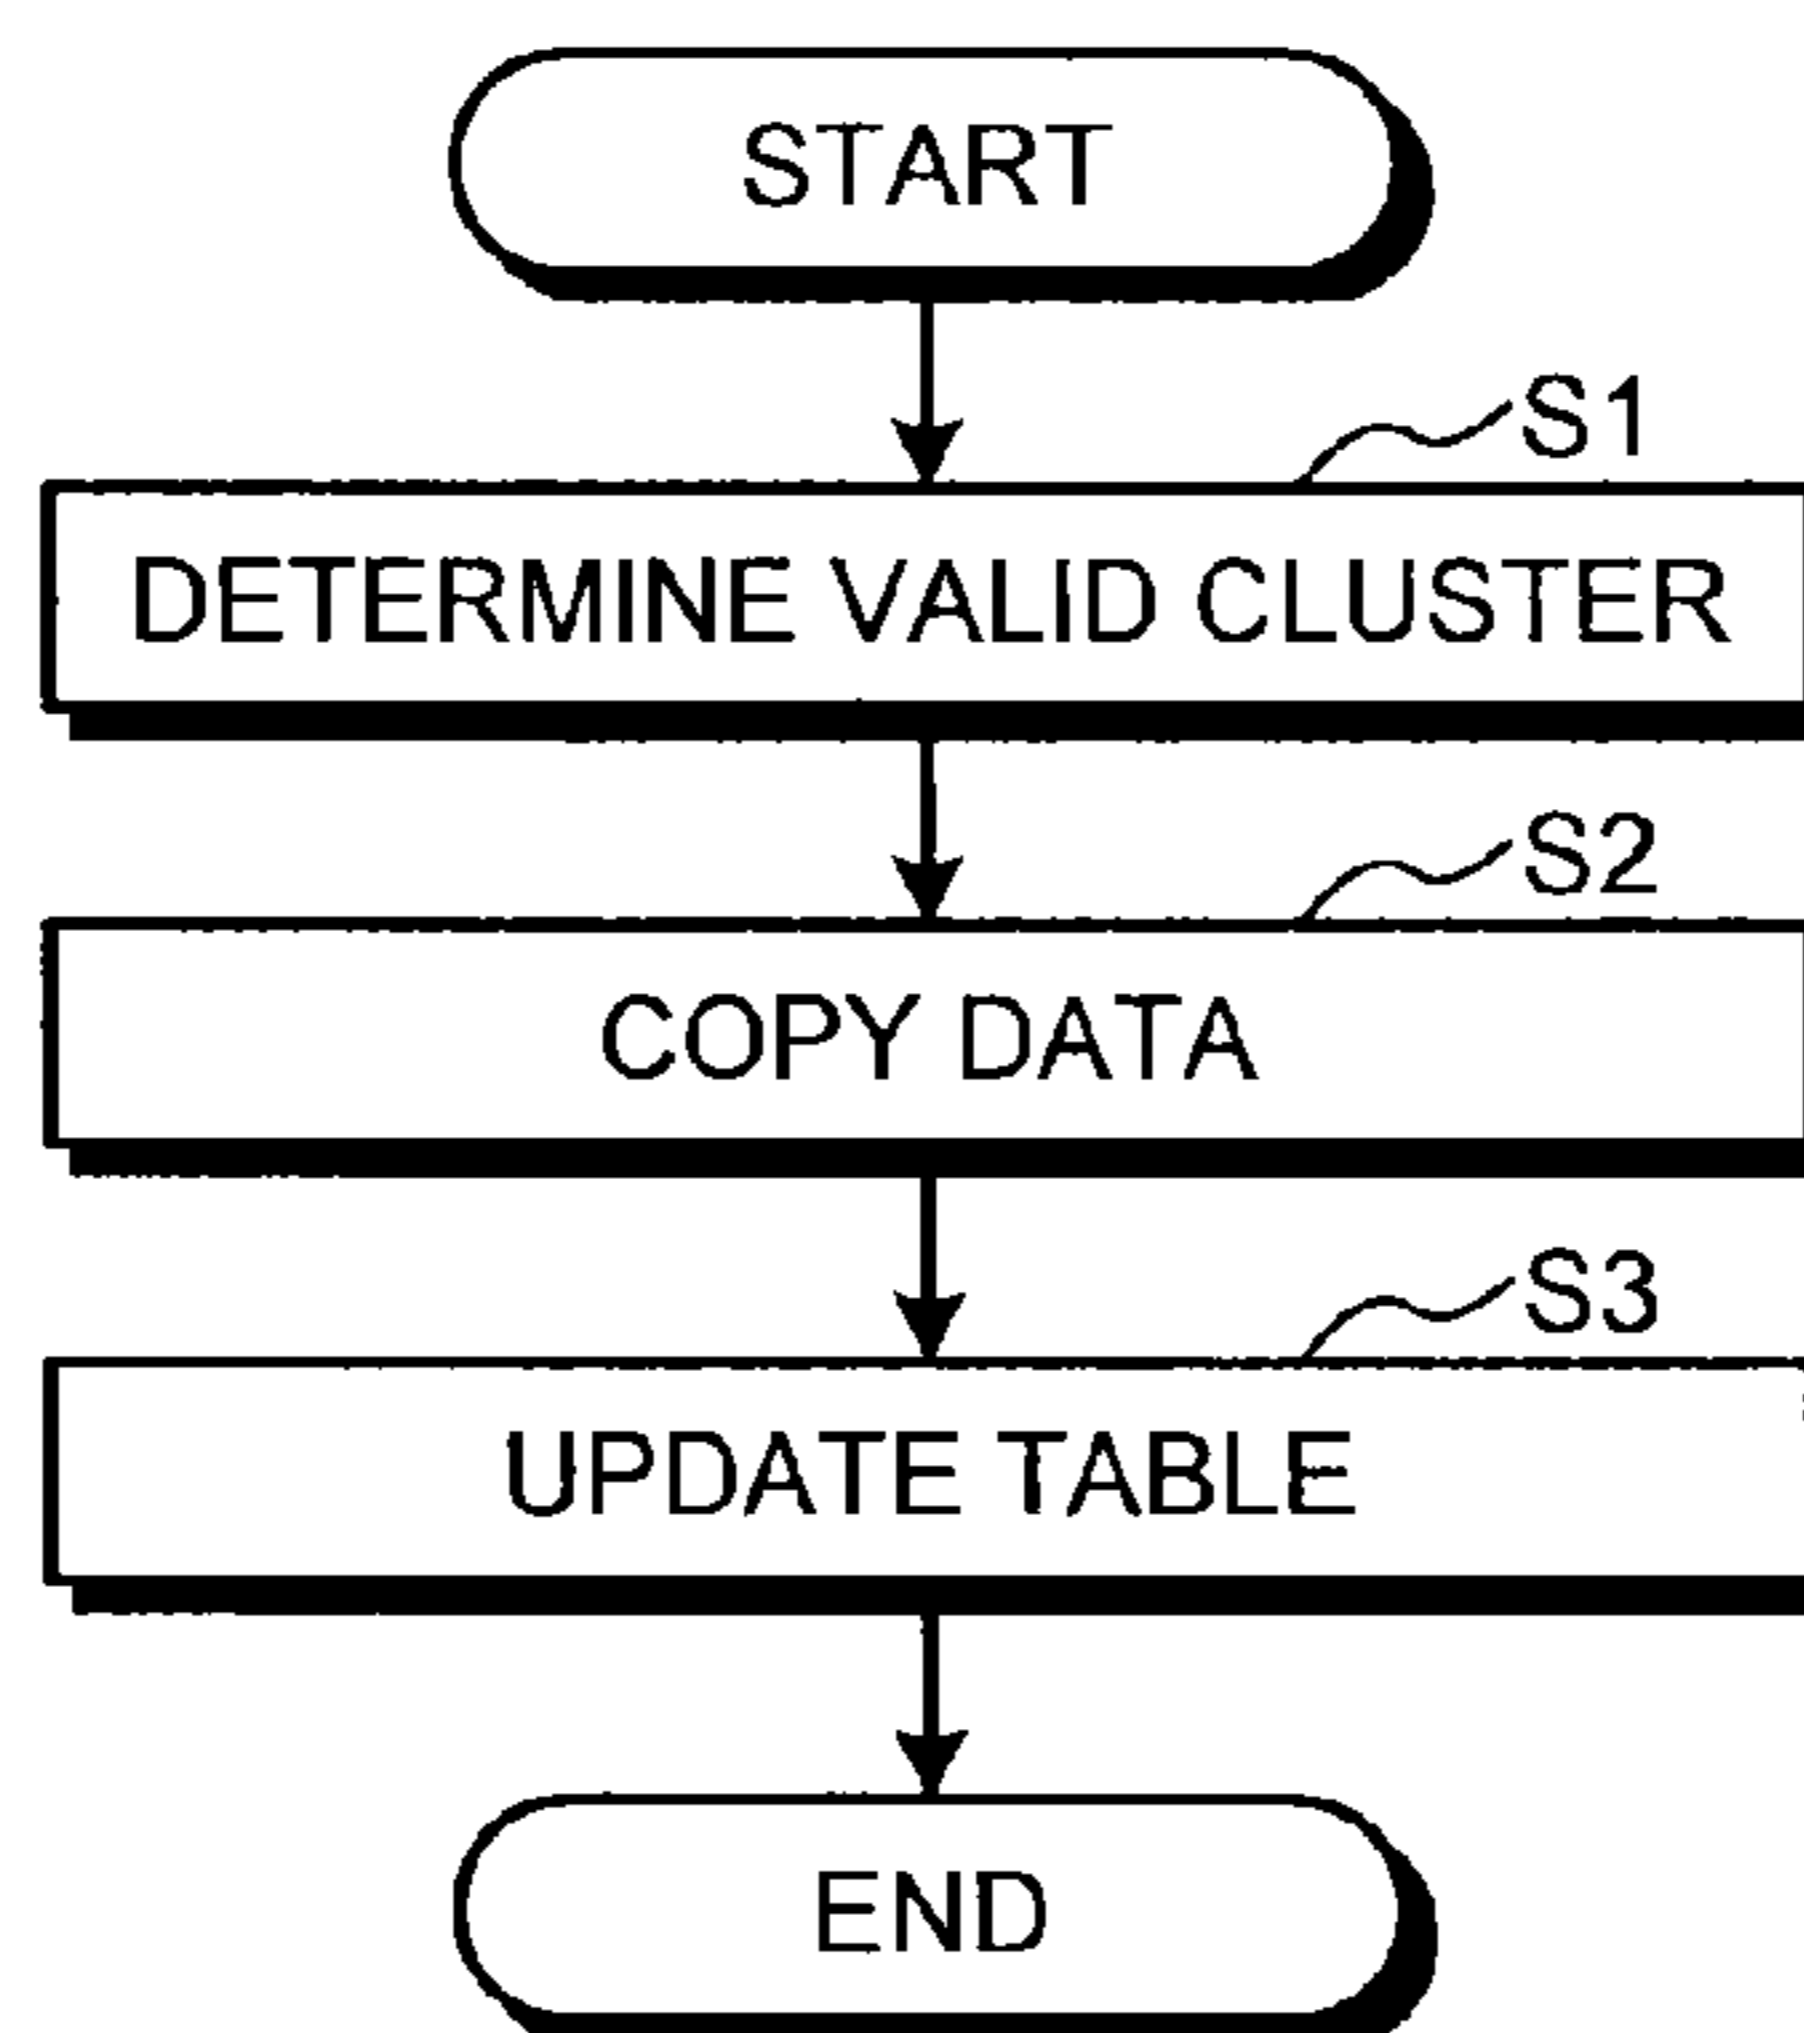 START
S1
DETERMINE VALID CLUSTER
S2
COPY DATA
S3
UPDATE TABLE
END